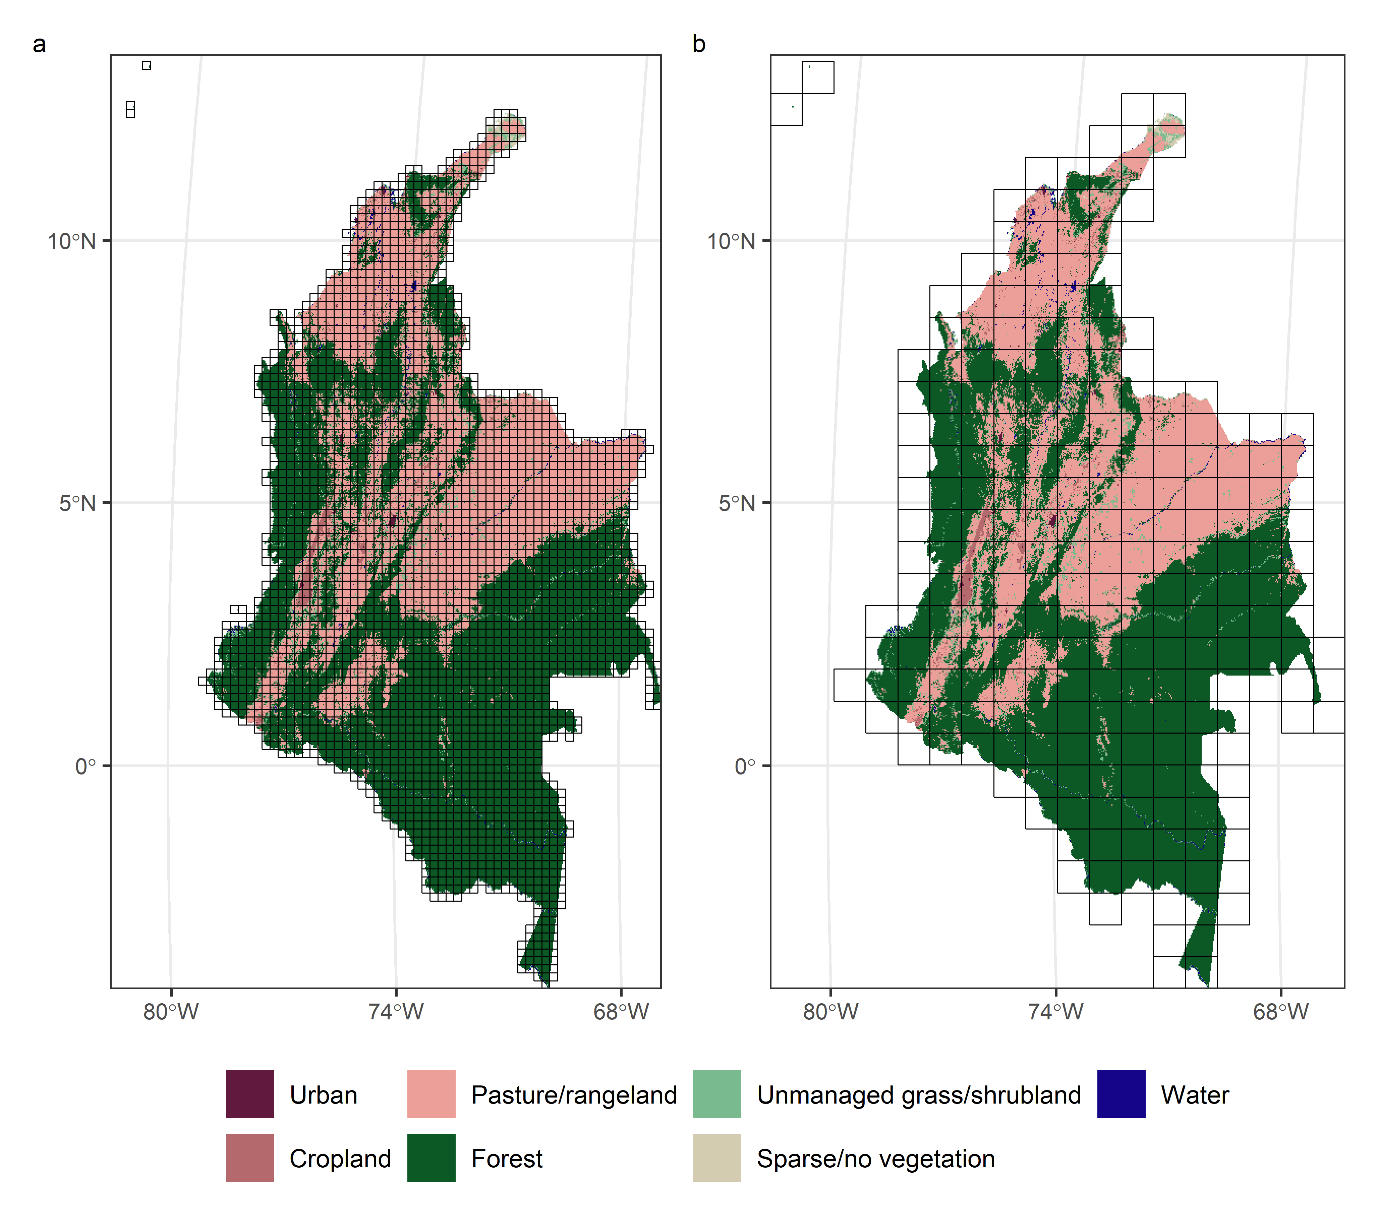 a b
10°N 10°N
5°N 5°N
0° 0°
80°W 74°W 68°W 80°W 74°W 68°W
Urban Pasture/rangeland Unmanaged grass/shrubland Water
Cropland Forest Sparse/no vegetation